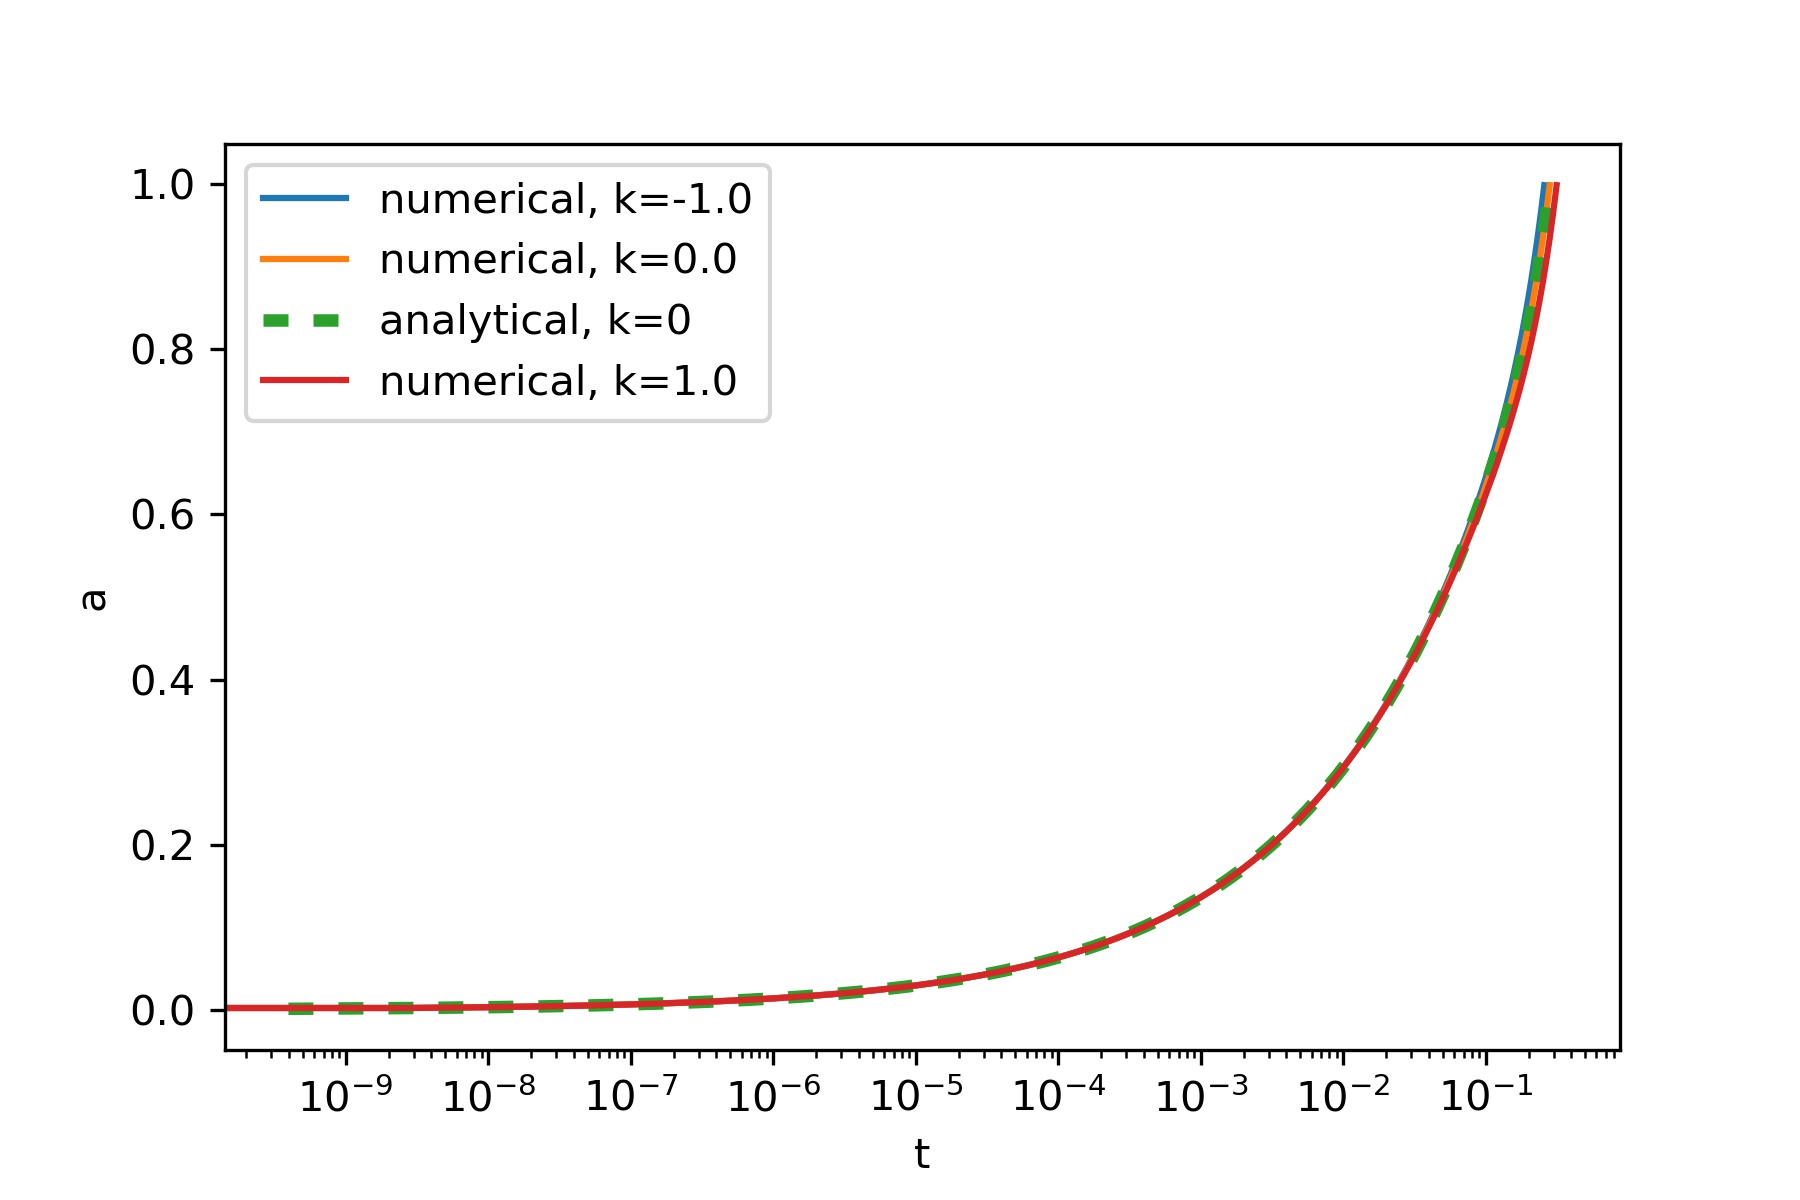 numerical, k=-1.0
numerical, k=0.0
analytical, k=0
numerical, k=1.0
1.0
0.8
0.6
0.4
0.2
0.0
a
10⁻⁹ 10⁻⁸ 10⁻⁷ 10⁻⁶ 10⁻⁵ 10⁻⁴ 10⁻³ 10⁻² 10⁻¹
t